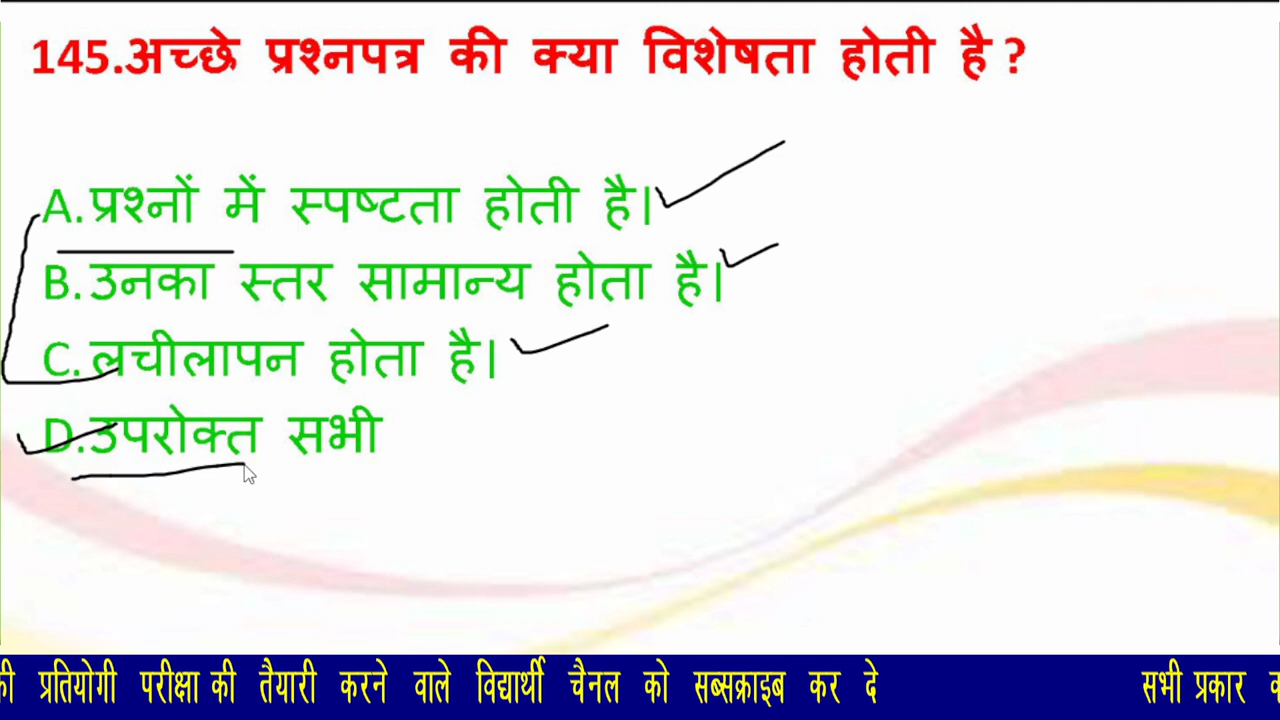 145.अच्छे प्रश्नपत्र की क्या विशेषता होती है ?
A.प्रश्नों में स्पष्टता होती है।
B.उनका स्तर सामान्य होता है।
C.लचीलापन होता है।
D.उपरोक्त सभी
की प्रतियोगी परीक्षा की तैयारी करने वाले विद्यार्थी चैनल को सब्सक्राइब कर दे सभी प्रकार